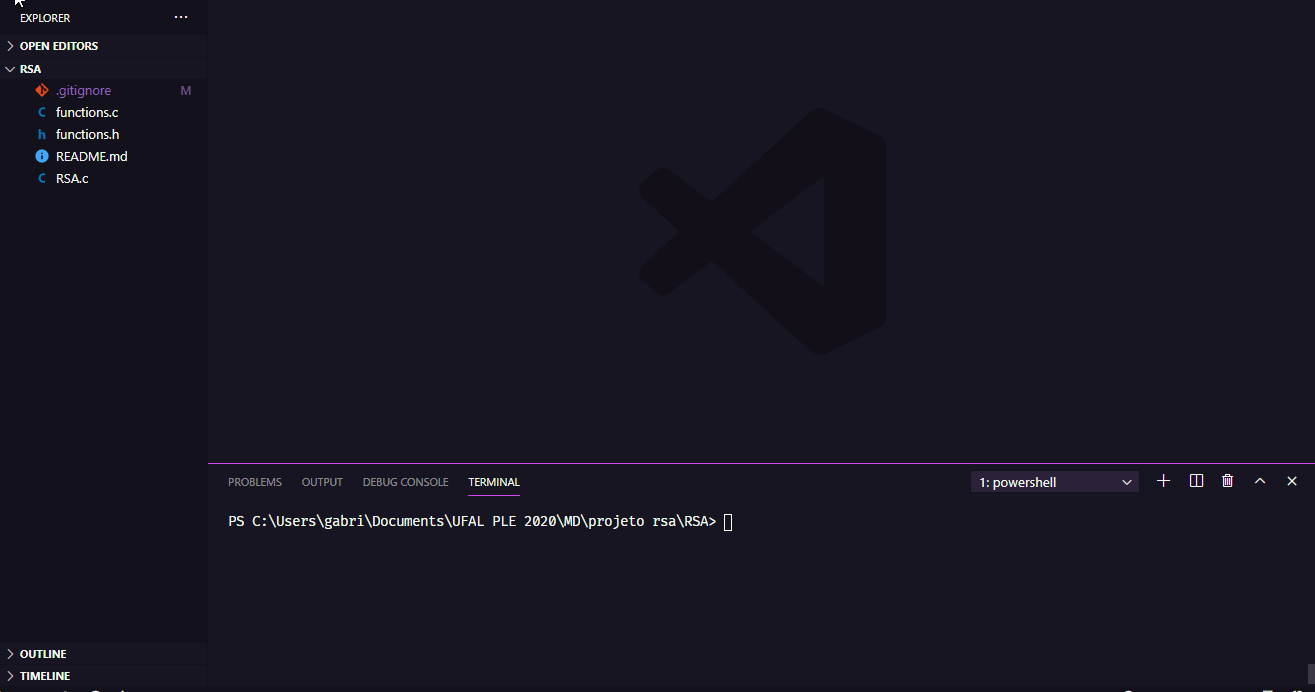 EXPLORER
OPEN EDITORS
RSA
.gitignore M
functions.c
functions.h
README.md
RSA.c
PROBLEMS OUTPUT DEBUG CONSOLE TERMINAL 1: powershell
PS C:\Users\gabri\Documents\UFAL PLE 2020\MD\projeto rsa\RSA>
OUTLINE
TIMELINE